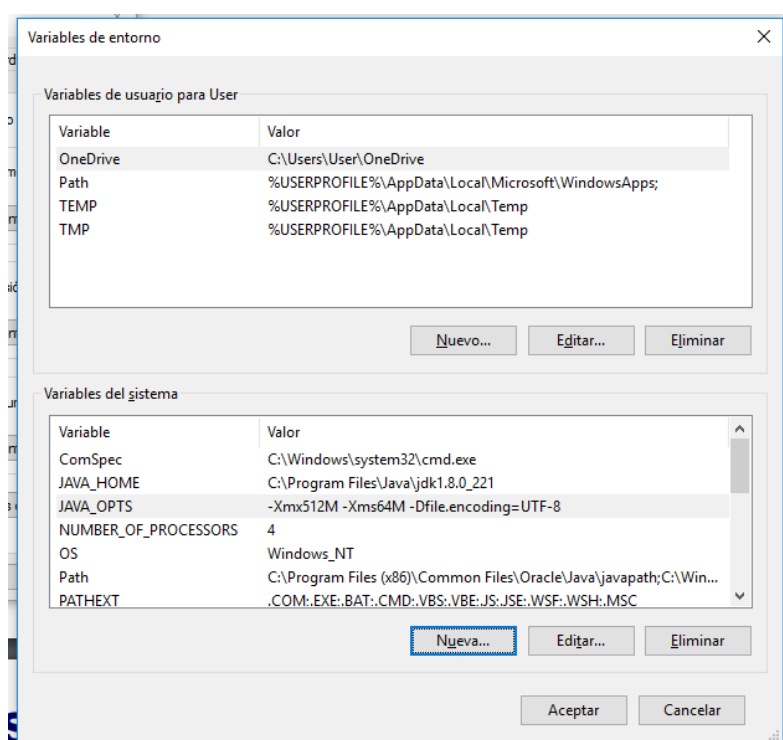 Variables de entorno
Variables de usuario para User
Variable Valor
OneDrive C:\Users\User\OneDrive
Path %USERPROFILE%\AppData\Local\Microsoft\WindowsApps;
TEMP %USERPROFILE%\AppData\Local\Temp
TMP %USERPROFILE%\AppData\Local\Temp
Nuevo... Editar... Eliminar
Variables del sistema
Variable Valor
ComSpec C:\Windows\system32\cmd.exe
JAVA_HOME C:\Program Files\Java\jdk1.8.0_221
JAVA_OPTS -Xmx512M -Xms64M -Dfile.encoding=UTF-8
NUMBER_OF_PROCESSORS 4
OS Windows_NT
Path C:\Program Files (x86)\Common Files\Oracle\Java\javapath;C:\Win...
PATHEXT .COM;.EXE;.BAT;.CMD;.VBS;.VBE;.JS;.JSE;.WSF;.WSH;.MSC
Nueva... Editar... Eliminar
Aceptar Cancelar